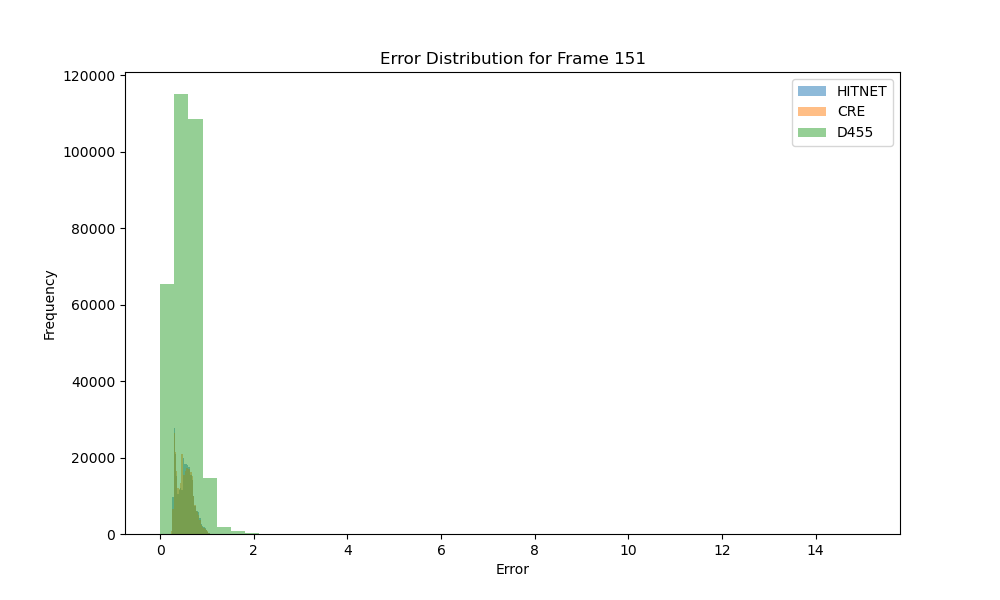 Error Distribution for Frame 151
120000
100000
80000
60000
40000
20000
0
Frequency
HITNET
CRE
D455
0 2 4 6 8 10 12 14
Error